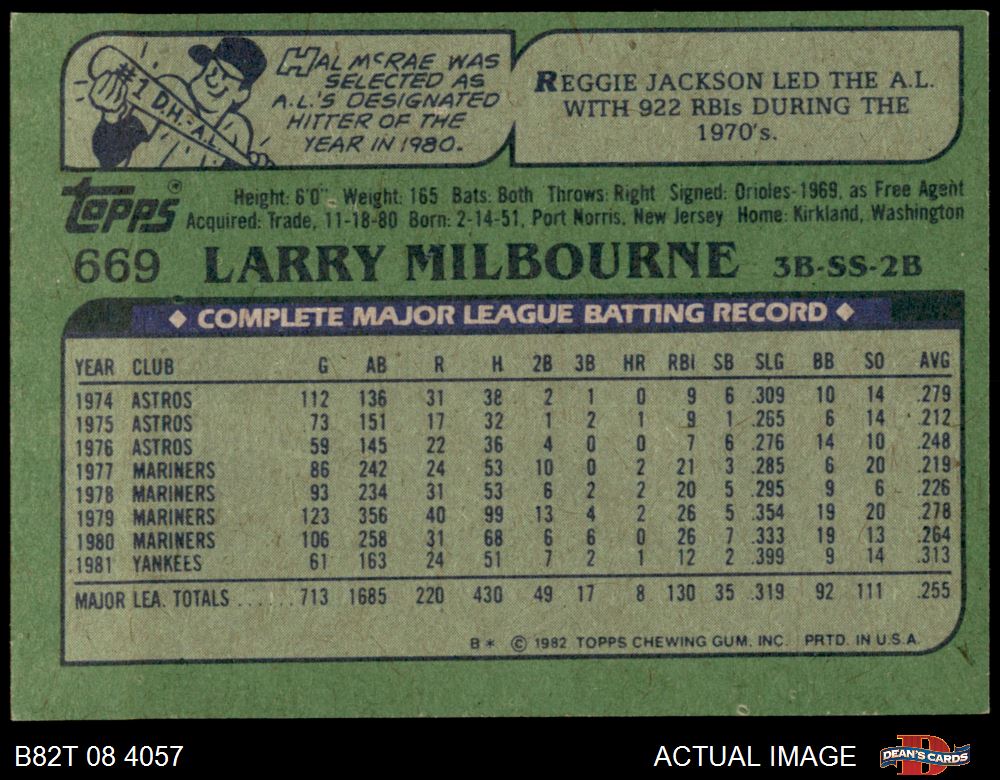 #1 D.H.-A.L.
HAL McRAE WAS
SELECTED AS
A.L.'S DESIGNATED
HITTER OF THE
YEAR IN 1980.
REGGIE JACKSON LED THE A.L.
WITH 922 RBIs DURING THE
1970's.
Topps®
Height: 6'0" Weight: 165 Bats: Both Throws: Right Signed: Orioles-1969, as Free Agent
Acquired: Trade, 11-18-80 Born: 2-14-51, Port Norris, New Jersey Home: Kirkland, Washington
669 LARRY MILBOURNE 3B-SS-2B
◆ COMPLETE MAJOR LEAGUE BATTING RECORD ◆
YEAR CLUB G AB R H 2B 3B HR RBI SB SLG BB SO AVG
1974 ASTROS 112 136 31 38 2 1 0 9 6 .309 10 14 .279
1975 ASTROS 73 151 17 32 1 2 1 9 1 .265 6 14 .212
1976 ASTROS 59 145 22 36 4 0 0 7 6 .276 14 10 .248
1977 MARINERS 86 242 24 53 10 0 2 21 3 .285 6 20 .219
1978 MARINERS 93 234 31 53 6 2 2 20 5 .295 9 6 .226
1979 MARINERS 123 356 40 99 13 4 2 26 5 .354 19 20 .278
1980 MARINERS 106 258 31 68 6 6 0 26 7 .333 19 13 .264
1981 YANKEES 61 163 24 51 7 2 1 12 2 .399 9 14 .313
MAJOR LEA. TOTALS ...... 713 1685 220 430 49 17 8 130 35 .319 92 111 .255
B* © 1982 TOPPS CHEWING GUM, INC. PRTD. IN U.S.A.
B82T 08 4057 ACTUAL IMAGE DEAN'S CARDS